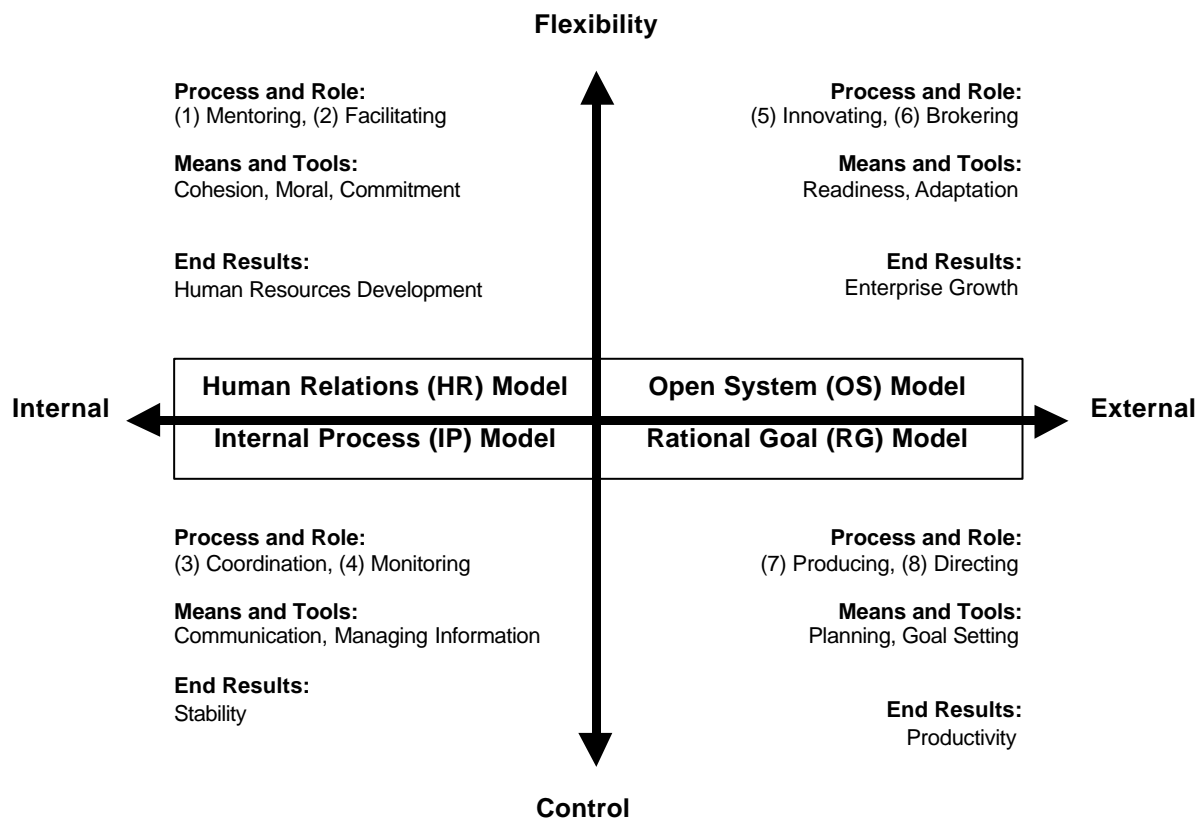 Flexibility
Process and Role:
(1) Mentoring, (2) Facilitating
Means and Tools:
Cohesion, Moral, Commitment
End Results:
Human Resources Development
Process and Role:
(5) Innovating, (6) Brokering
Means and Tools:
Readiness, Adaptation
End Results:
Enterprise Growth
Human Relations (HR) Model
Open System (OS) Model
Internal
External
Internal Process (IP) Model
Rational Goal (RG) Model
Process and Role:
(3) Coordination, (4) Monitoring
Means and Tools:
Communication, Managing Information
End Results:
Stability
Process and Role:
(7) Producing, (8) Directing
Means and Tools:
Planning, Goal Setting
End Results:
Productivity
Control